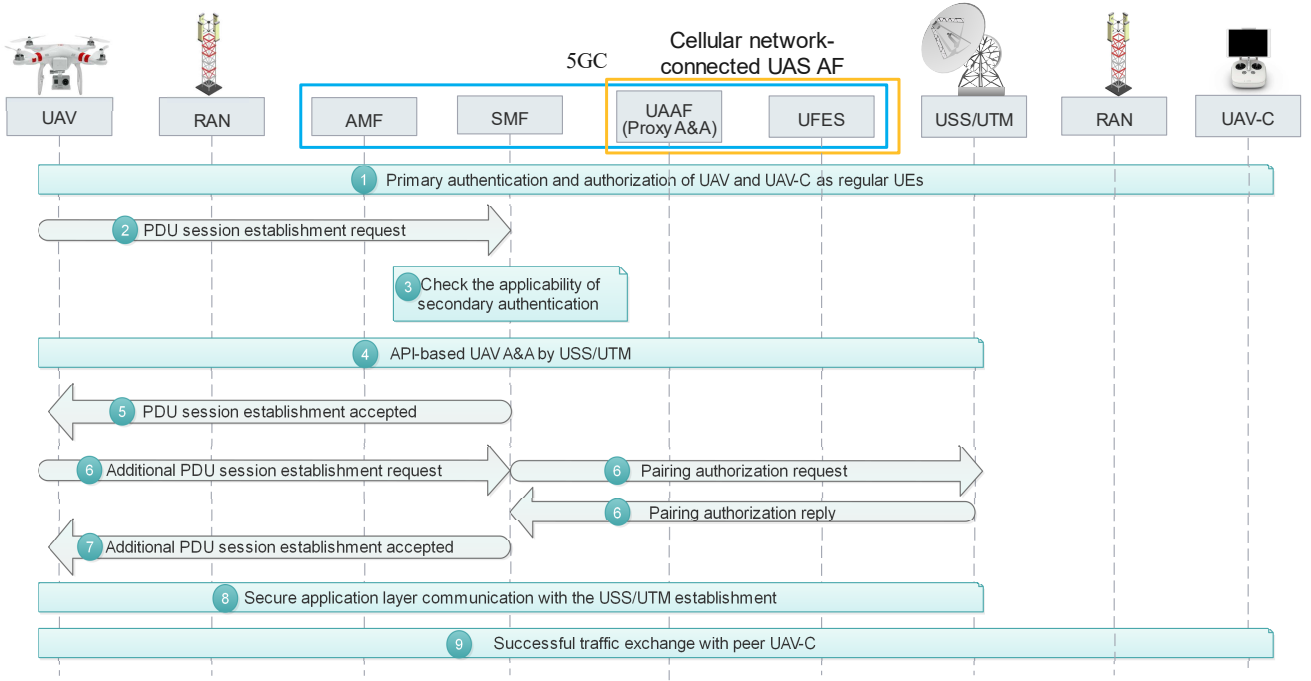 Cellular network-
connected UAS AF
5GC
UAV
RAN
AMF
SMF
UAAF
(Proxy A&A)
UFES
USS/UTM
RAN
UAV-C
1 Primary authentication and authorization of UAV and UAV-C as regular UEs
2 PDU session establishment request
3 Check the applicability of
secondary authentication
4 API-based UAV A&A by USS/UTM
5 PDU session establishment accepted
6 Additional PDU session establishment request
6 Pairing authorization request
6 Pairing authorization reply
7 Additional PDU session establishment accepted
8 Secure application layer communication with the USS/UTM establishment
9 Successful traffic exchange with peer UAV-C